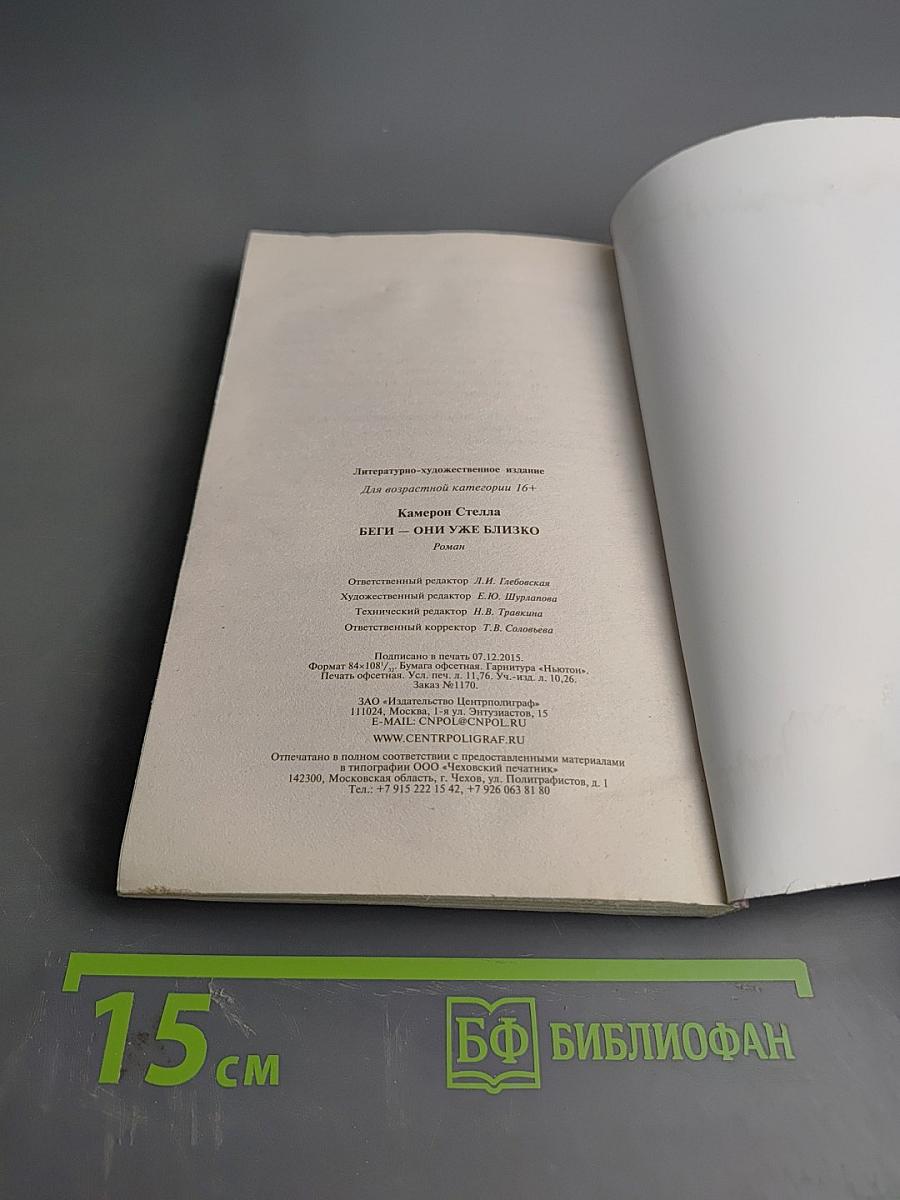 Литературно-художественное издание
Для возрастной категории 16+
Камерон Стелла
БЕГИ — ОНИ УЖЕ БЛИЗКО
Роман
Ответственный редактор Л.И. Глебовская
Художественный редактор Е.Ю. Шурлапова
Технический редактор Н.В. Травкина
Ответственный корректор Т.В. Соловьева
Подписано в печать 07.12.2015.
Формат 84×108 1/32. Бумага офсетная. Гарнитура «Ньютон».
Печать офсетная. Усл. печ. л. 11,76. Уч.-изд. л. 10,26.
Заказ №1170.
ЗАО «Издательство Центрполиграф»
111024, Москва, 1-я ул. Энтузиастов, 15
E-MAIL: CNPOL@CNPOL.RU
WWW.CENTRPOLIGRAF.RU
Отпечатано в полном соответствии с предоставленными материалами
в типографии ООО «Чеховский печатник»
142300, Московская область, г. Чехов, ул. Полиграфистов, д. 1
Тел.: +7 915 222 15 42, +7 926 063 81 80
15 см
БФ БИБЛИОФАН